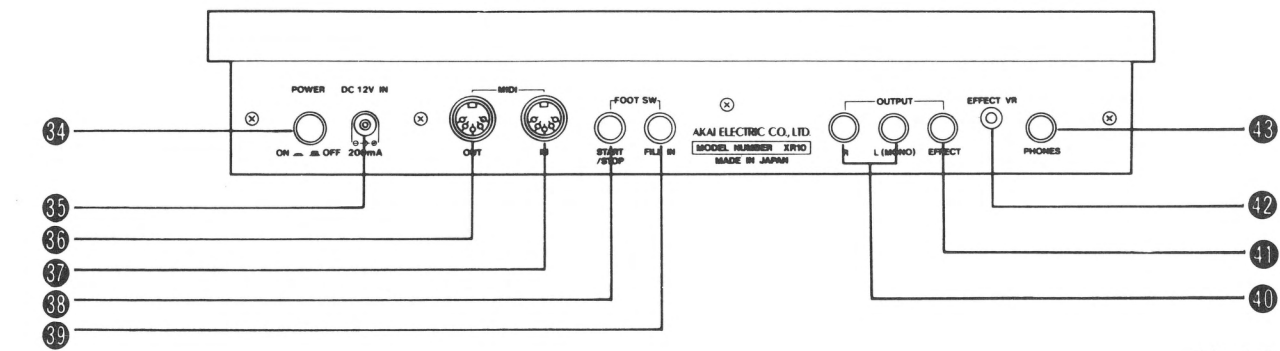 POWER
DC 12V IN
MIDI
FOOT SW
OUTPUT
EFFECT VR
AKAI ELECTRIC CO., LTD.
MODEL NUMBER XR10
MADE IN JAPAN
ON OFF
200mA
OUT
IN
START
/STOP
FILL IN
R
L (MONO)
EFFECT
PHONES
34
35
36
37
38
39
43
42
41
40